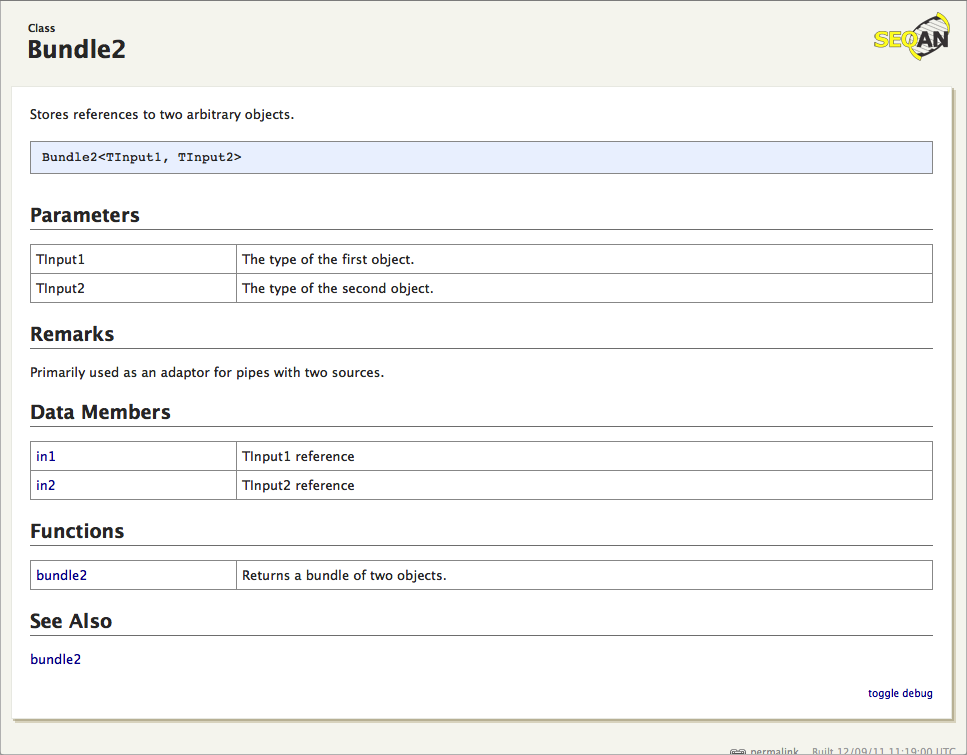 Class
Bundle2
SEQAN
Stores references to two arbitrary objects.
Bundle2<TInput1, TInput2>
Parameters
TInput1 The type of the first object.
TInput2 The type of the second object.
Remarks
Primarily used as an adaptor for pipes with two sources.
Data Members
in1 TInput1 reference
in2 TInput2 reference
Functions
bundle2 Returns a bundle of two objects.
See Also
bundle2
toggle debug
permalink Built 12/09/11 11:19:00 UTC